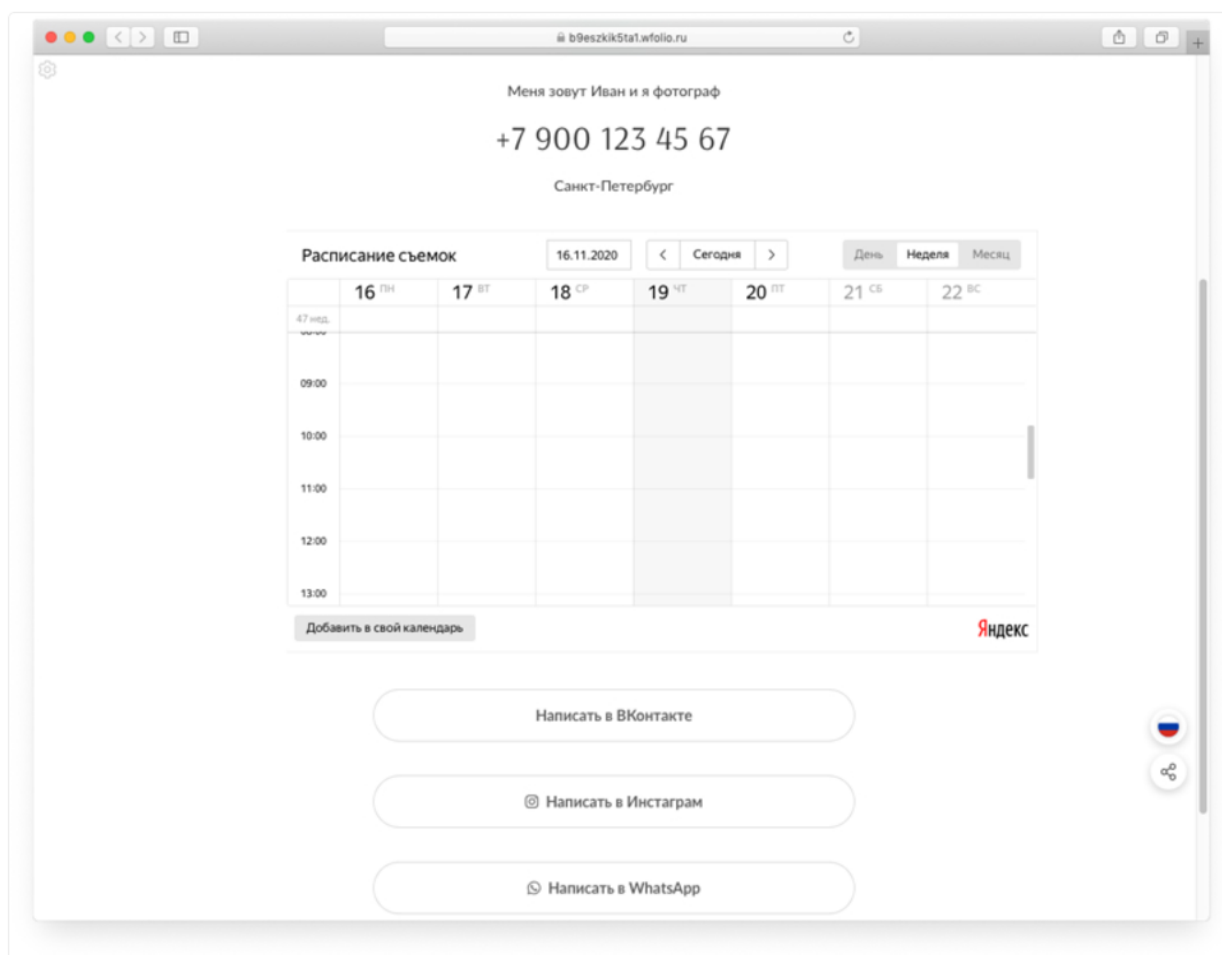 b9eszkik5ta1.wfolio.ru
Меня зовут Иван и я фотограф
+7 900 123 45 67
Санкт-Петербург
Расписание съемок 16.11.2020 Сегодня День Неделя Месяц
16 ПН 17 ВТ 18 СР 19 ЧТ 20 ПТ 21 СБ 22 ВС
47 нед.
09:00
10:00
11:00
12:00
13:00
Добавить в свой календарь Яндекс
Написать в ВКонтакте
Написать в Инстаграм
Написать в WhatsApp